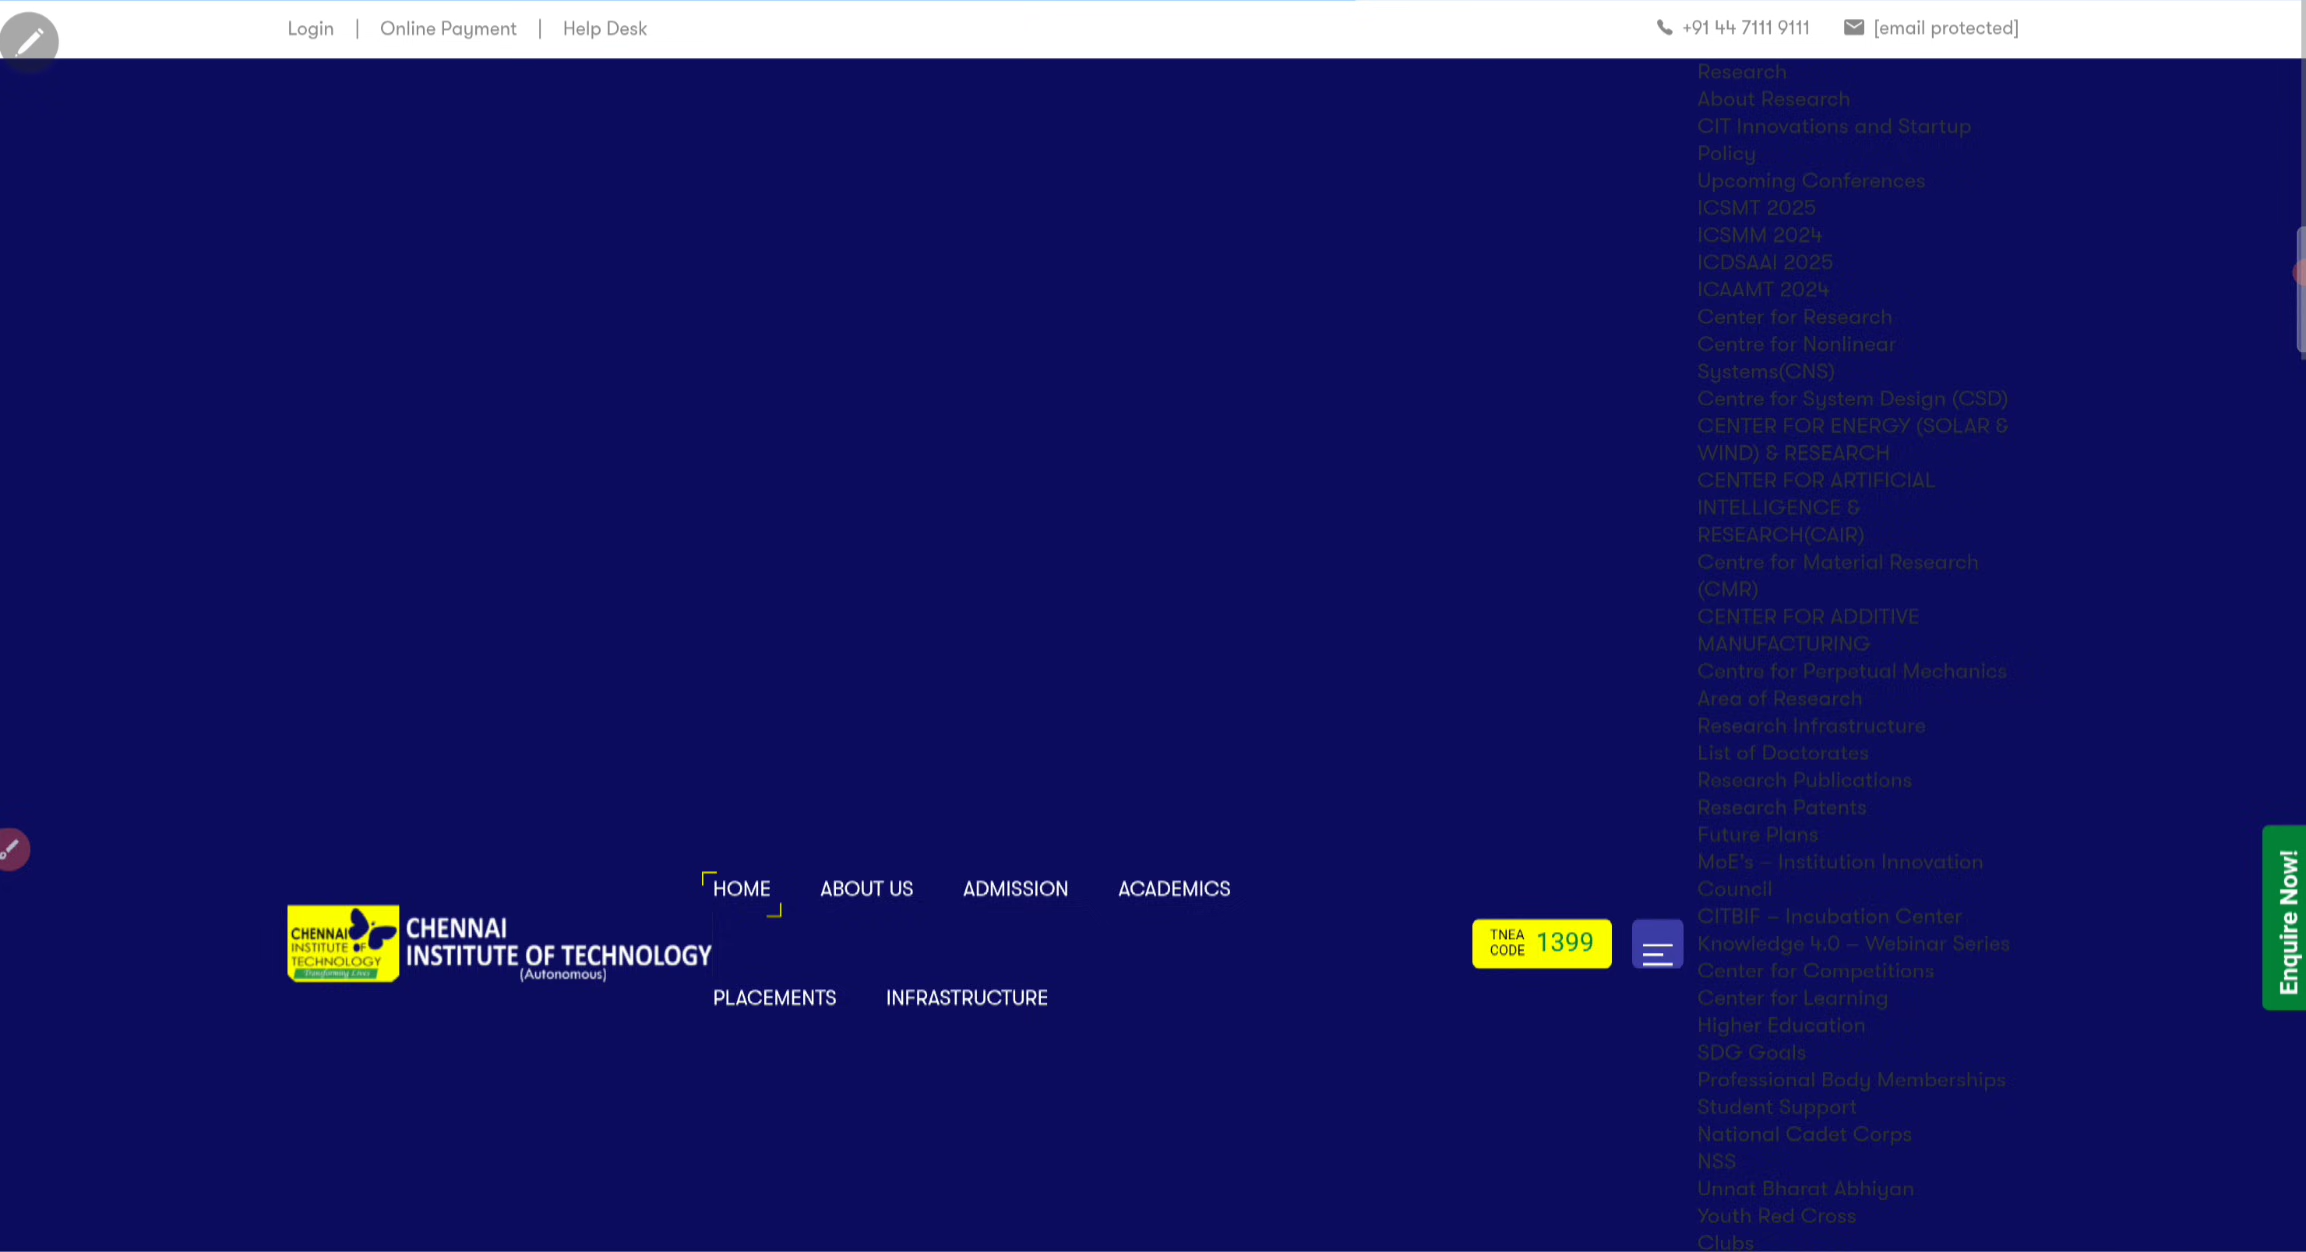 Login | Online Payment | Help Desk
+91 44 7111 9111 [email protected]
Research
About Research
CIT Innovations and Startup
Policy
Upcoming Conferences
ICSMT 2025
ICSMM 2024
ICDSAAI 2025
ICAAMT 2024
Center for Research
Centre for Nonlinear
Systems(CNS)
Centre for System Design (CSD)
CENTER FOR ENERGY (SOLAR &
WIND) & RESEARCH
CENTER FOR ARTIFICIAL
INTELLIGENCE &
RESEARCH(CAIR)
Centre for Material Research
(CMR)
CENTER FOR ADDITIVE
MANUFACTURING
Centre for Perpetual Mechanics
Area of Research
Research Infrastructure
List of Doctorates
Research Publications
Research Patents
Future Plans
MoE's – Institution Innovation
Council
CITBIF – Incubation Center
Knowledge 4.0 – Webinar Series
Center for Competitions
Center for Learning
Higher Education
SDG Goals
Professional Body Memberships
Student Support
National Cadet Corps
NSS
Unnat Bharat Abhiyan
Youth Red Cross
Clubs
CHENNAI
INSTITUTE OF
TECHNOLOGY
Transforming Lives
CHENNAI
INSTITUTE OF TECHNOLOGY
(Autonomous)
HOME ABOUT US ADMISSION ACADEMICS
PLACEMENTS INFRASTRUCTURE
TNEA
CODE 1399
Enquire Now!